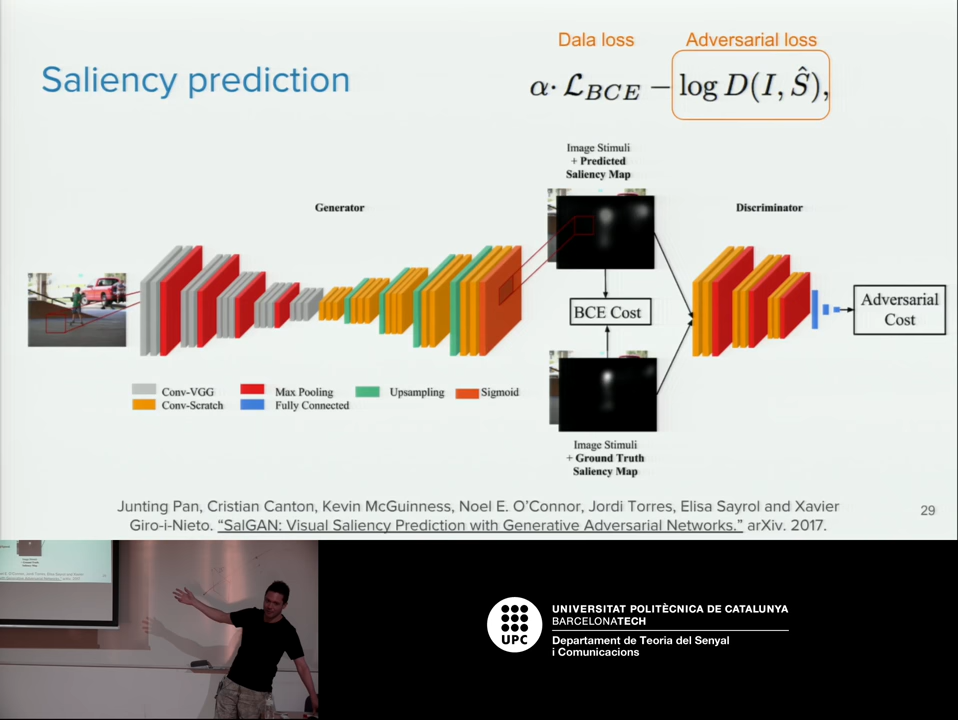 Dala loss
Adversarial loss
Saliency prediction
α· ℒ_BCE − log D(I, Ŝ),
Image Stimuli
+ Predicted
Saliency Map
Generator
Discriminator
BCE Cost
Adversarial
Cost
Conv-VGG
Max Pooling
Upsampling
Sigmoid
Conv-Scratch
Fully Connected
Image Stimuli
+ Ground Truth
Saliency Map
Junting Pan, Cristian Canton, Kevin McGuinness, Noel E. O'Connor, Jordi Torres, Elisa Sayrol and Xavier
Giro-i-Nieto. “SalGAN: Visual Saliency Prediction with Generative Adversarial Networks.” arXiv. 2017.
29
UPC
UNIVERSITAT POLITÈCNICA DE CATALUNYA
BARCELONATECH
Departament de Teoria del Senyal
i Comunicacions